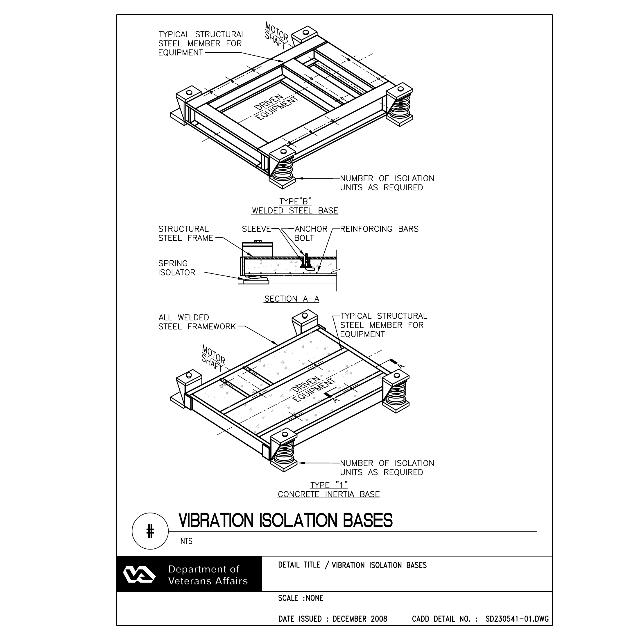 TYPICAL STRUCTURAL
STEEL MEMBER FOR
EQUIPMENT
MOTOR
SHAFT
DRIVEN
EQUIPMENT
NUMBER OF ISOLATION
UNITS AS REQUIRED
TYPE"B"
WELDED STEEL BASE
STRUCTURAL
STEEL FRAME
SLEEVE
ANCHOR
BOLT
REINFORCING BARS
SPRING
ISOLATOR
SECTION A A
ALL WELDED
STEEL FRAMEWORK
TYPICAL STRUCTURAL
STEEL MEMBER FOR
EQUIPMENT
MOTOR
SHAFT
DRIVEN
EQUIPMENT
A
A
NUMBER OF ISOLATION
UNITS AS REQUIRED
TYPE "1"
CONCRETE INERTIA BASE
#
VIBRATION ISOLATION BASES
NTS
VA
Department of
Veterans Affairs
DETAIL TITLE / VIBRATION ISOLATION BASES
SCALE :NONE
DATE ISSUED : DECEMBER 2008
CADD DETAIL NO. : SD230541-01.DWG